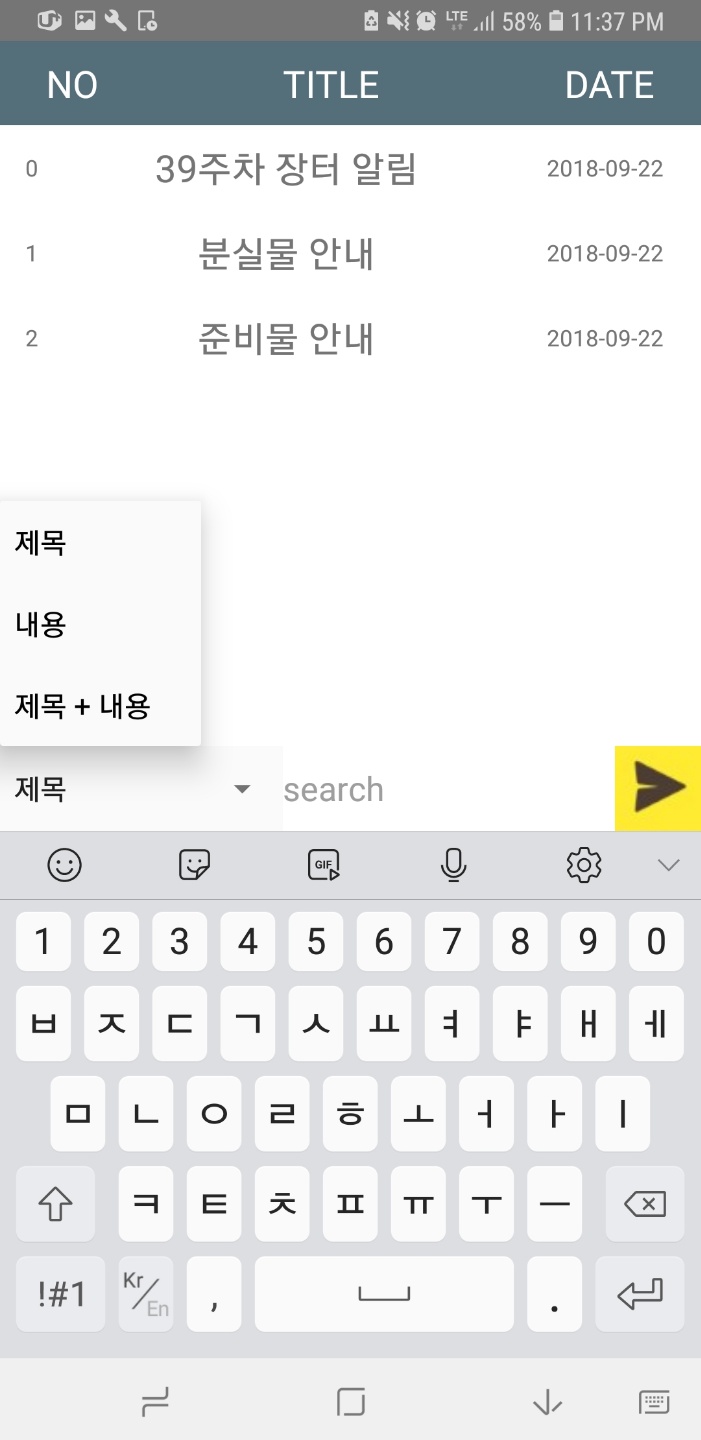 LTE 58% 11:37 PM
NO TITLE DATE
0 39주차 장터 알림 2018-09-22
1 분실물 안내 2018-09-22
2 준비물 안내 2018-09-22
제목
내용
제목 + 내용
제목 search
GIF
1 2 3 4 5 6 7 8 9 0
ㅂ ㅈ ㄷ ㄱ ㅅ ㅛ ㅕ ㅑ ㅐ ㅔ
ㅁ ㄴ ㅇ ㄹ ㅎ ㅗ ㅓ ㅏ ㅣ
ㅋ ㅌ ㅊ ㅍ ㅠ ㅜ ㅡ
!#1 Kr/En , .